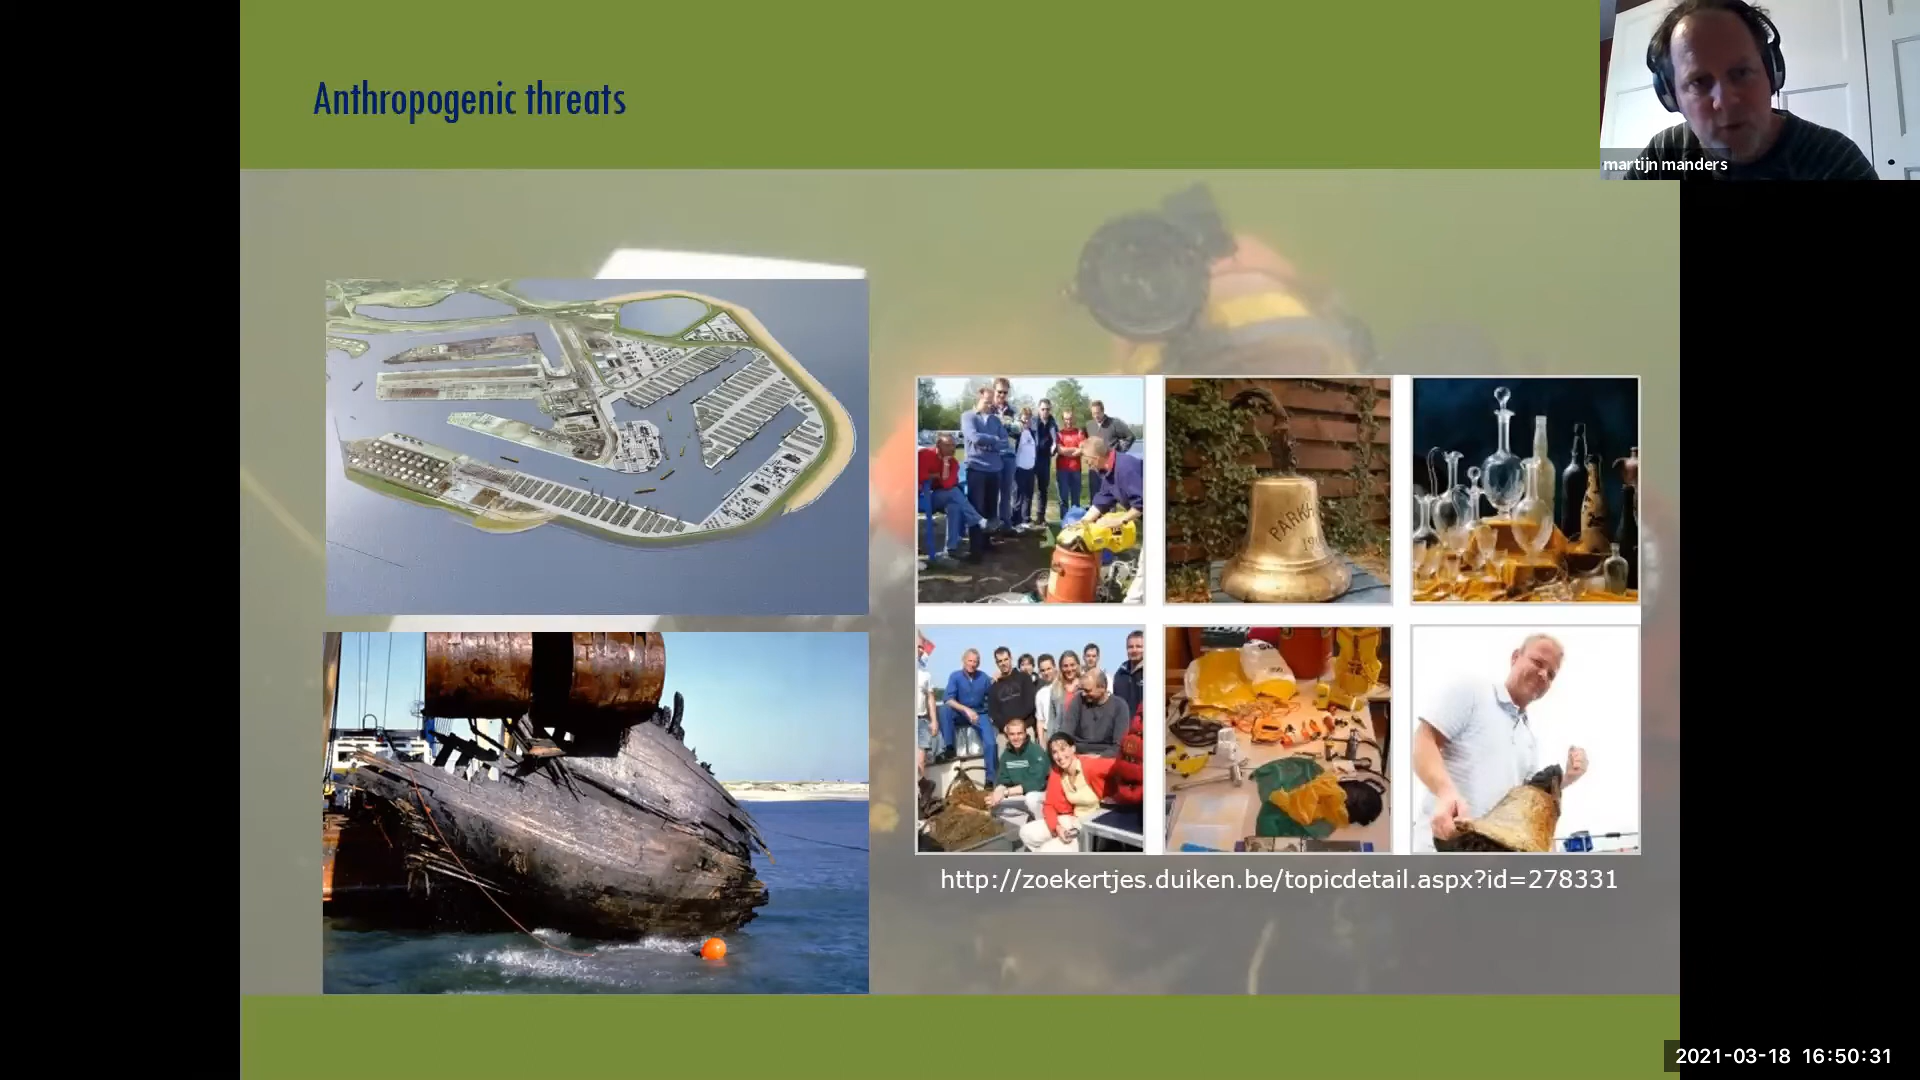 Anthropogenic threats
martijn manders
http://zoekertjes.duiken.be/topicdetail.aspx?id=278331
2021-03-18 16:50:31